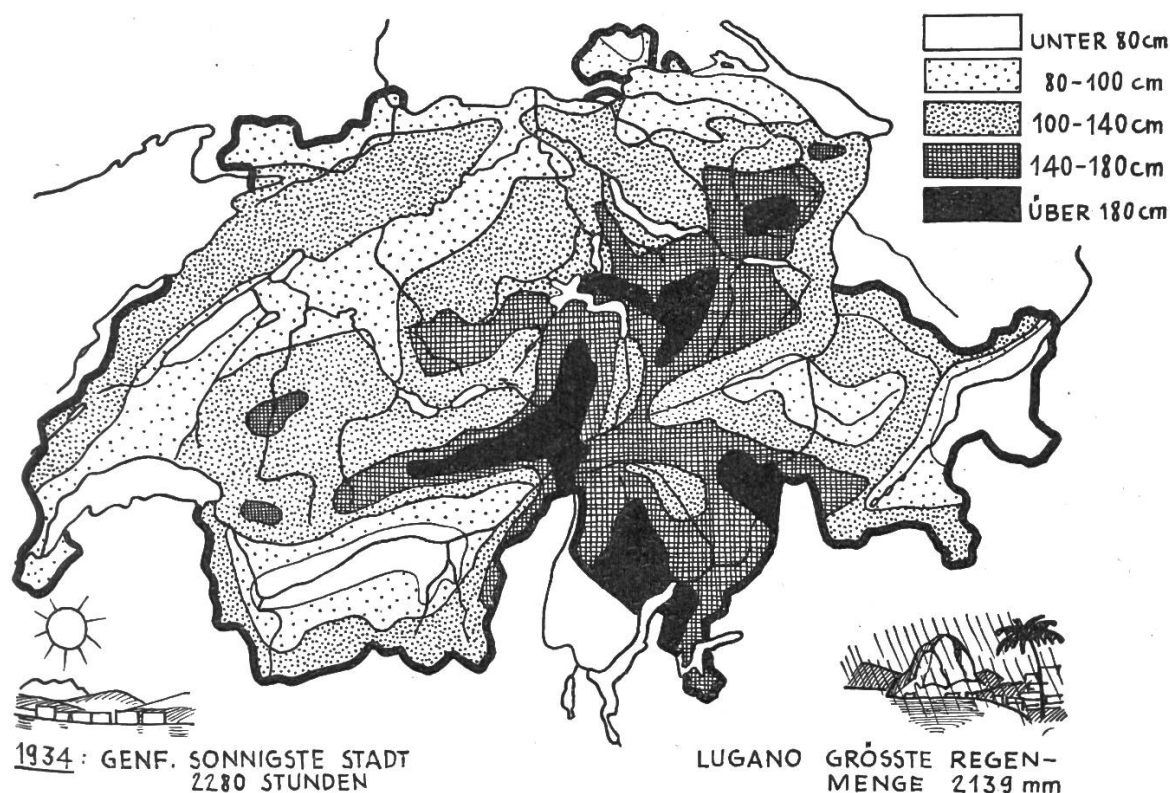 UNTER 80cm
80-100 cm
100-140cm
140-180cm
ÜBER 180cm
1934: GENF. SONNIGSTE STADT
2280 STUNDEN
LUGANO GRÖSSTE REGEN-
MENGE 2139 mm